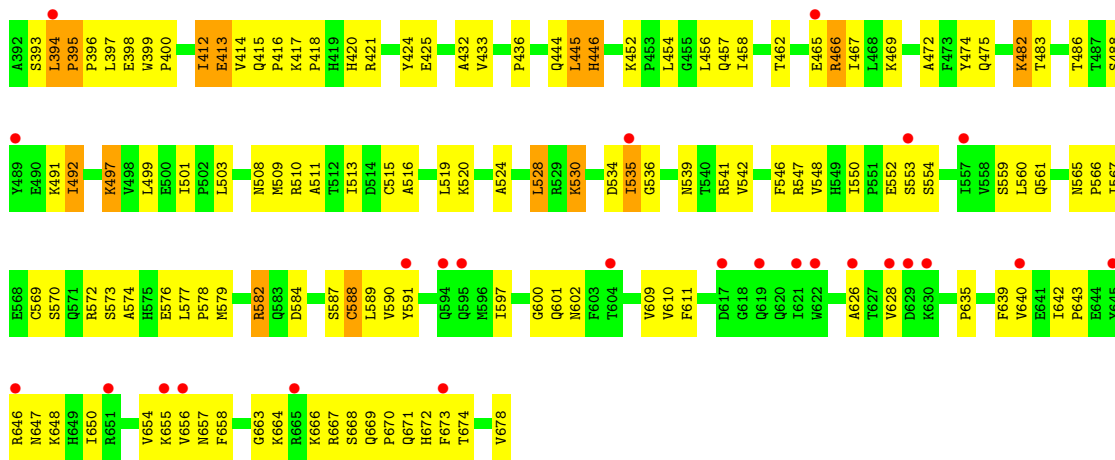 A392 S393 L394 P395 P396 L397 E398 W399 P400 I412 E413 V414 Q415 P416 K417 P418 H419 H420 R421 Y424 E425 A432 V433 P436 Q444 L445 H446 K452 P453 L454 G455 L456 Q457 I458 T462 E465 R466 I467 L468 K469 A472 F473 Y474 Q475 K482 T483 T486 T487 S488
Y489 E490 K491 I492 K497 V498 L499 E500 I501 P502 L503 N508 M509 R510 A511 T512 I513 D514 C515 A516 L519 K520 A524 L528 R529 K530 D534 I535 G536 N539 T540 R541 V542 F546 R547 V548 H549 I550 P551 E552 S553 S554 I557 V558 S559 L560 Q561 N565 P566 I567
E568 C569 S570 Q571 R572 S573 A574 H575 E576 L577 P578 M579 R582 Q583 D584 S587 C588 L589 V590 Y591 Q594 Q595 M596 I597 G600 Q601 N602 F603 T604 V609 V610 F611 D617 G618 Q619 Q620 I621 W622 A626 T627 V628 D629 K630 P635 F639 V640 E641 I642 P643 E644 Y645
R646 N647 K648 H649 I650 R651 V654 K655 V656 N657 F658 G663 K664 R665 K666 R667 S668 Q669 P670 Q671 H672 F673 T674 V678